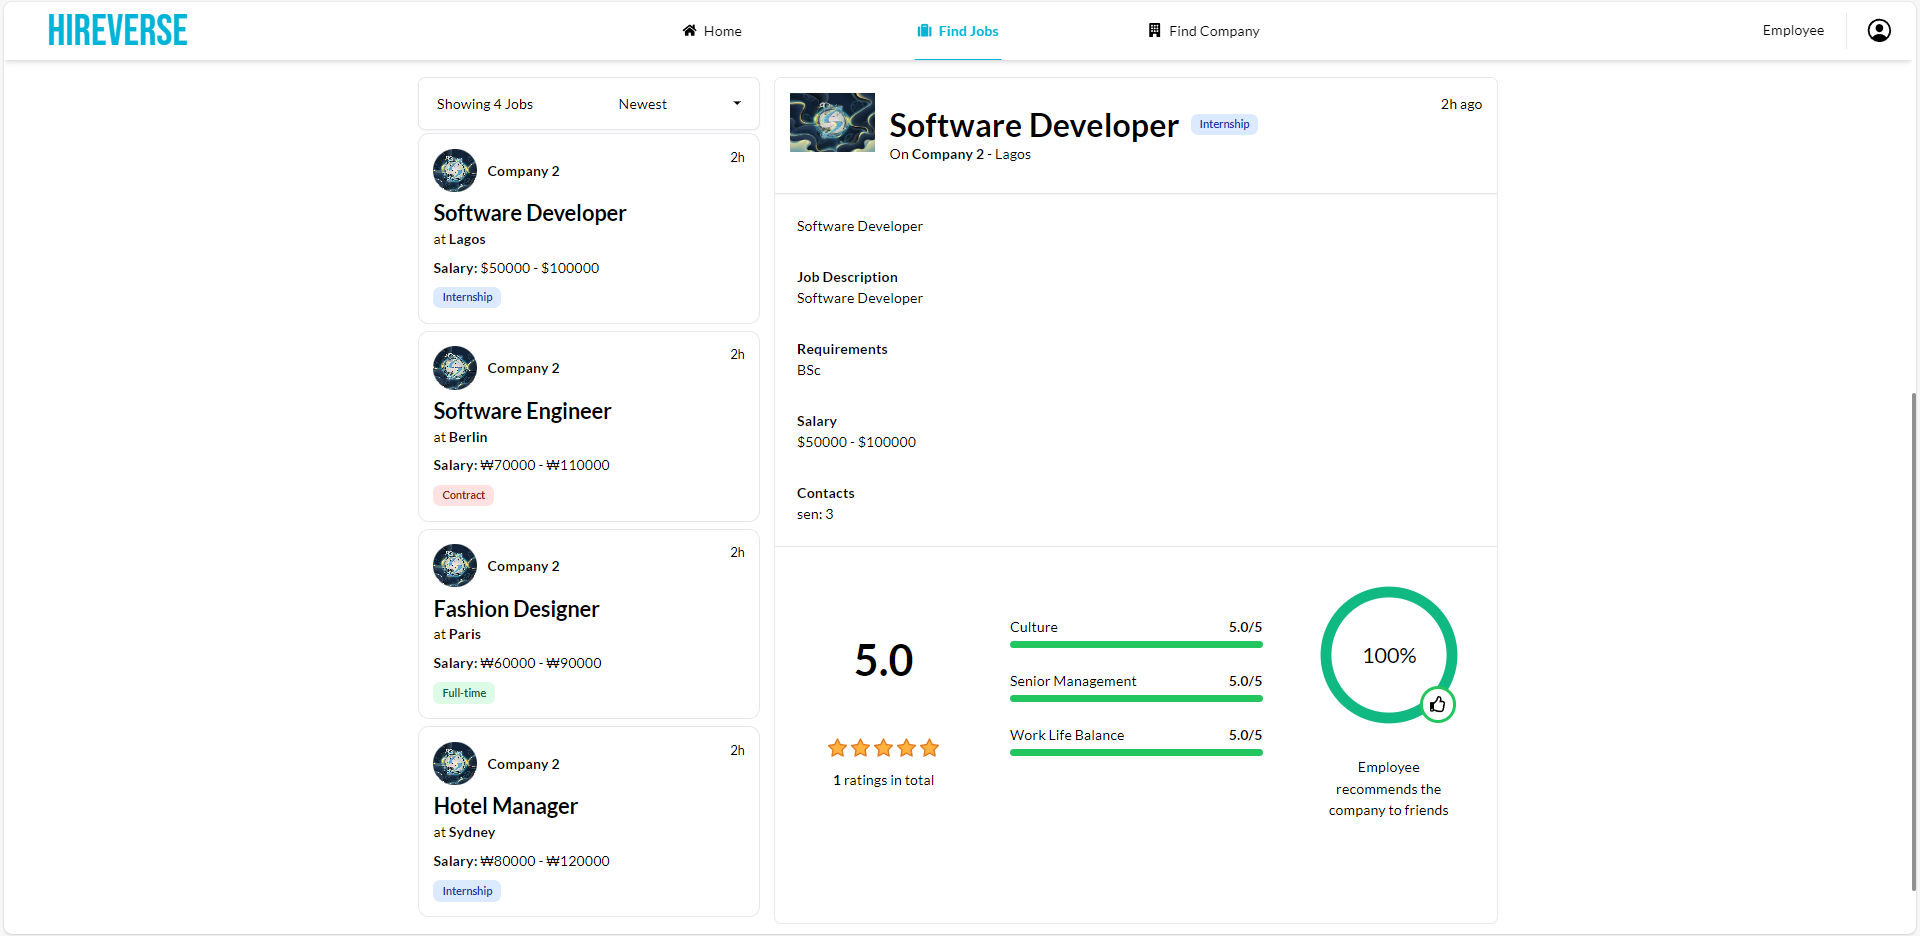 HIREVERSE
Home
Find Jobs
Find Company
Employee
Showing 4 Jobs
Newest
Company 2
2h
Software Developer
at Lagos
Salary: $50000 - $100000
Internship
Company 2
2h
Software Engineer
at Berlin
Salary: ₩70000 - ₩110000
Contract
Company 2
2h
Fashion Designer
at Paris
Salary: ₩60000 - ₩90000
Full-time
Company 2
2h
Hotel Manager
at Sydney
Salary: ₩80000 - ₩120000
Internship
Software Developer
Internship
2h ago
On Company 2 - Lagos
Software Developer
Job Description
Software Developer
Requirements
BSc
Salary
$50000 - $100000
Contacts
sen: 3
5.0
1 ratings in total
Culture
5.0/5
Senior Management
5.0/5
Work Life Balance
5.0/5
100%
Employee
recommends the
company to friends